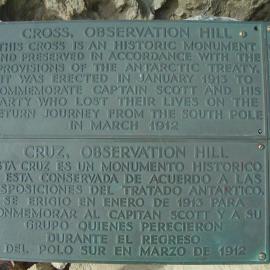 CROSS, OBSERVATION HILL
THIS CROSS IS AN HISTORIC MONUMENT
AND PRESERVED IN ACCORDANCE WITH THE
PROVISIONS OF THE ANTARCTIC TREATY.
IT WAS ERECTED IN JANUARY 1913 TO
COMMEMORATE CAPTAIN SCOTT AND HIS
PARTY WHO LOST THEIR LIVES ON THE
RETURN JOURNEY FROM THE SOUTH POLE
IN MARCH 1912
CRUZ, OBSERVATION HILL
ESTA CRUZ ES UN MONUMENTO HISTORICO
ESTA CONSERVADA DE ACUERDO A LAS
DISPOSICIONES DEL TRATADO ANTARTICO.
SE ERIGIO EN ENERO DE 1913 PARA
CONMEMORAR AL CAPITAN SCOTT Y A SU
GRUPO QUIENES PERECIERON
DURANTE EL REGRESO
DEL POLO SUR EN MARZO DE 1912